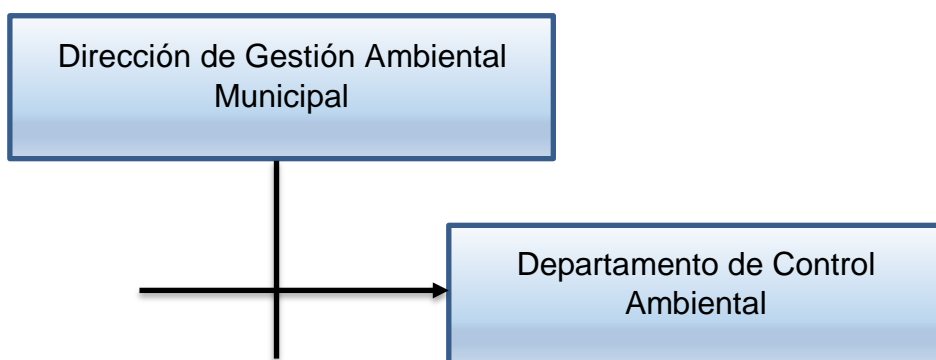 Dirección de Gestión Ambiental
Municipal
Departamento de Control
Ambiental